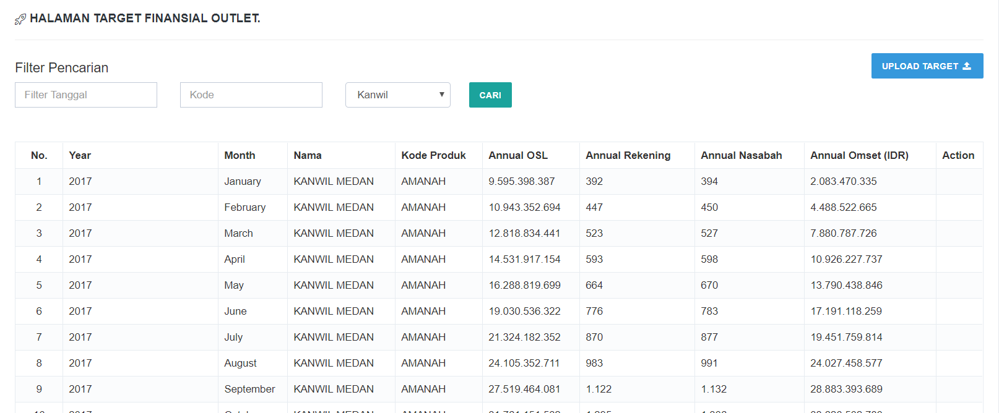 HALAMAN TARGET FINANSIAL OUTLET.
UPLOAD TARGET
Filter Pencarian
Filter Tanggal Kode Kanwil CARI
No. Year Month Nama Kode Produk Annual OSL Annual Rekening Annual Nasabah Annual Omset (IDR) Action
1 2017 January KANWIL MEDAN AMANAH 9.595.398.387 392 394 2.083.470.335
2 2017 February KANWIL MEDAN AMANAH 10.943.352.694 447 450 4.488.522.665
3 2017 March KANWIL MEDAN AMANAH 12.818.834.441 523 527 7.880.787.726
4 2017 April KANWIL MEDAN AMANAH 14.531.917.154 593 598 10.926.227.737
5 2017 May KANWIL MEDAN AMANAH 16.288.819.699 664 670 13.790.438.846
6 2017 June KANWIL MEDAN AMANAH 19.030.536.322 776 783 17.191.118.259
7 2017 July KANWIL MEDAN AMANAH 21.324.182.352 870 877 19.451.759.814
8 2017 August KANWIL MEDAN AMANAH 24.105.352.711 983 991 24.027.458.577
9 2017 September KANWIL MEDAN AMANAH 27.519.464.081 1.122 1.132 28.883.393.689